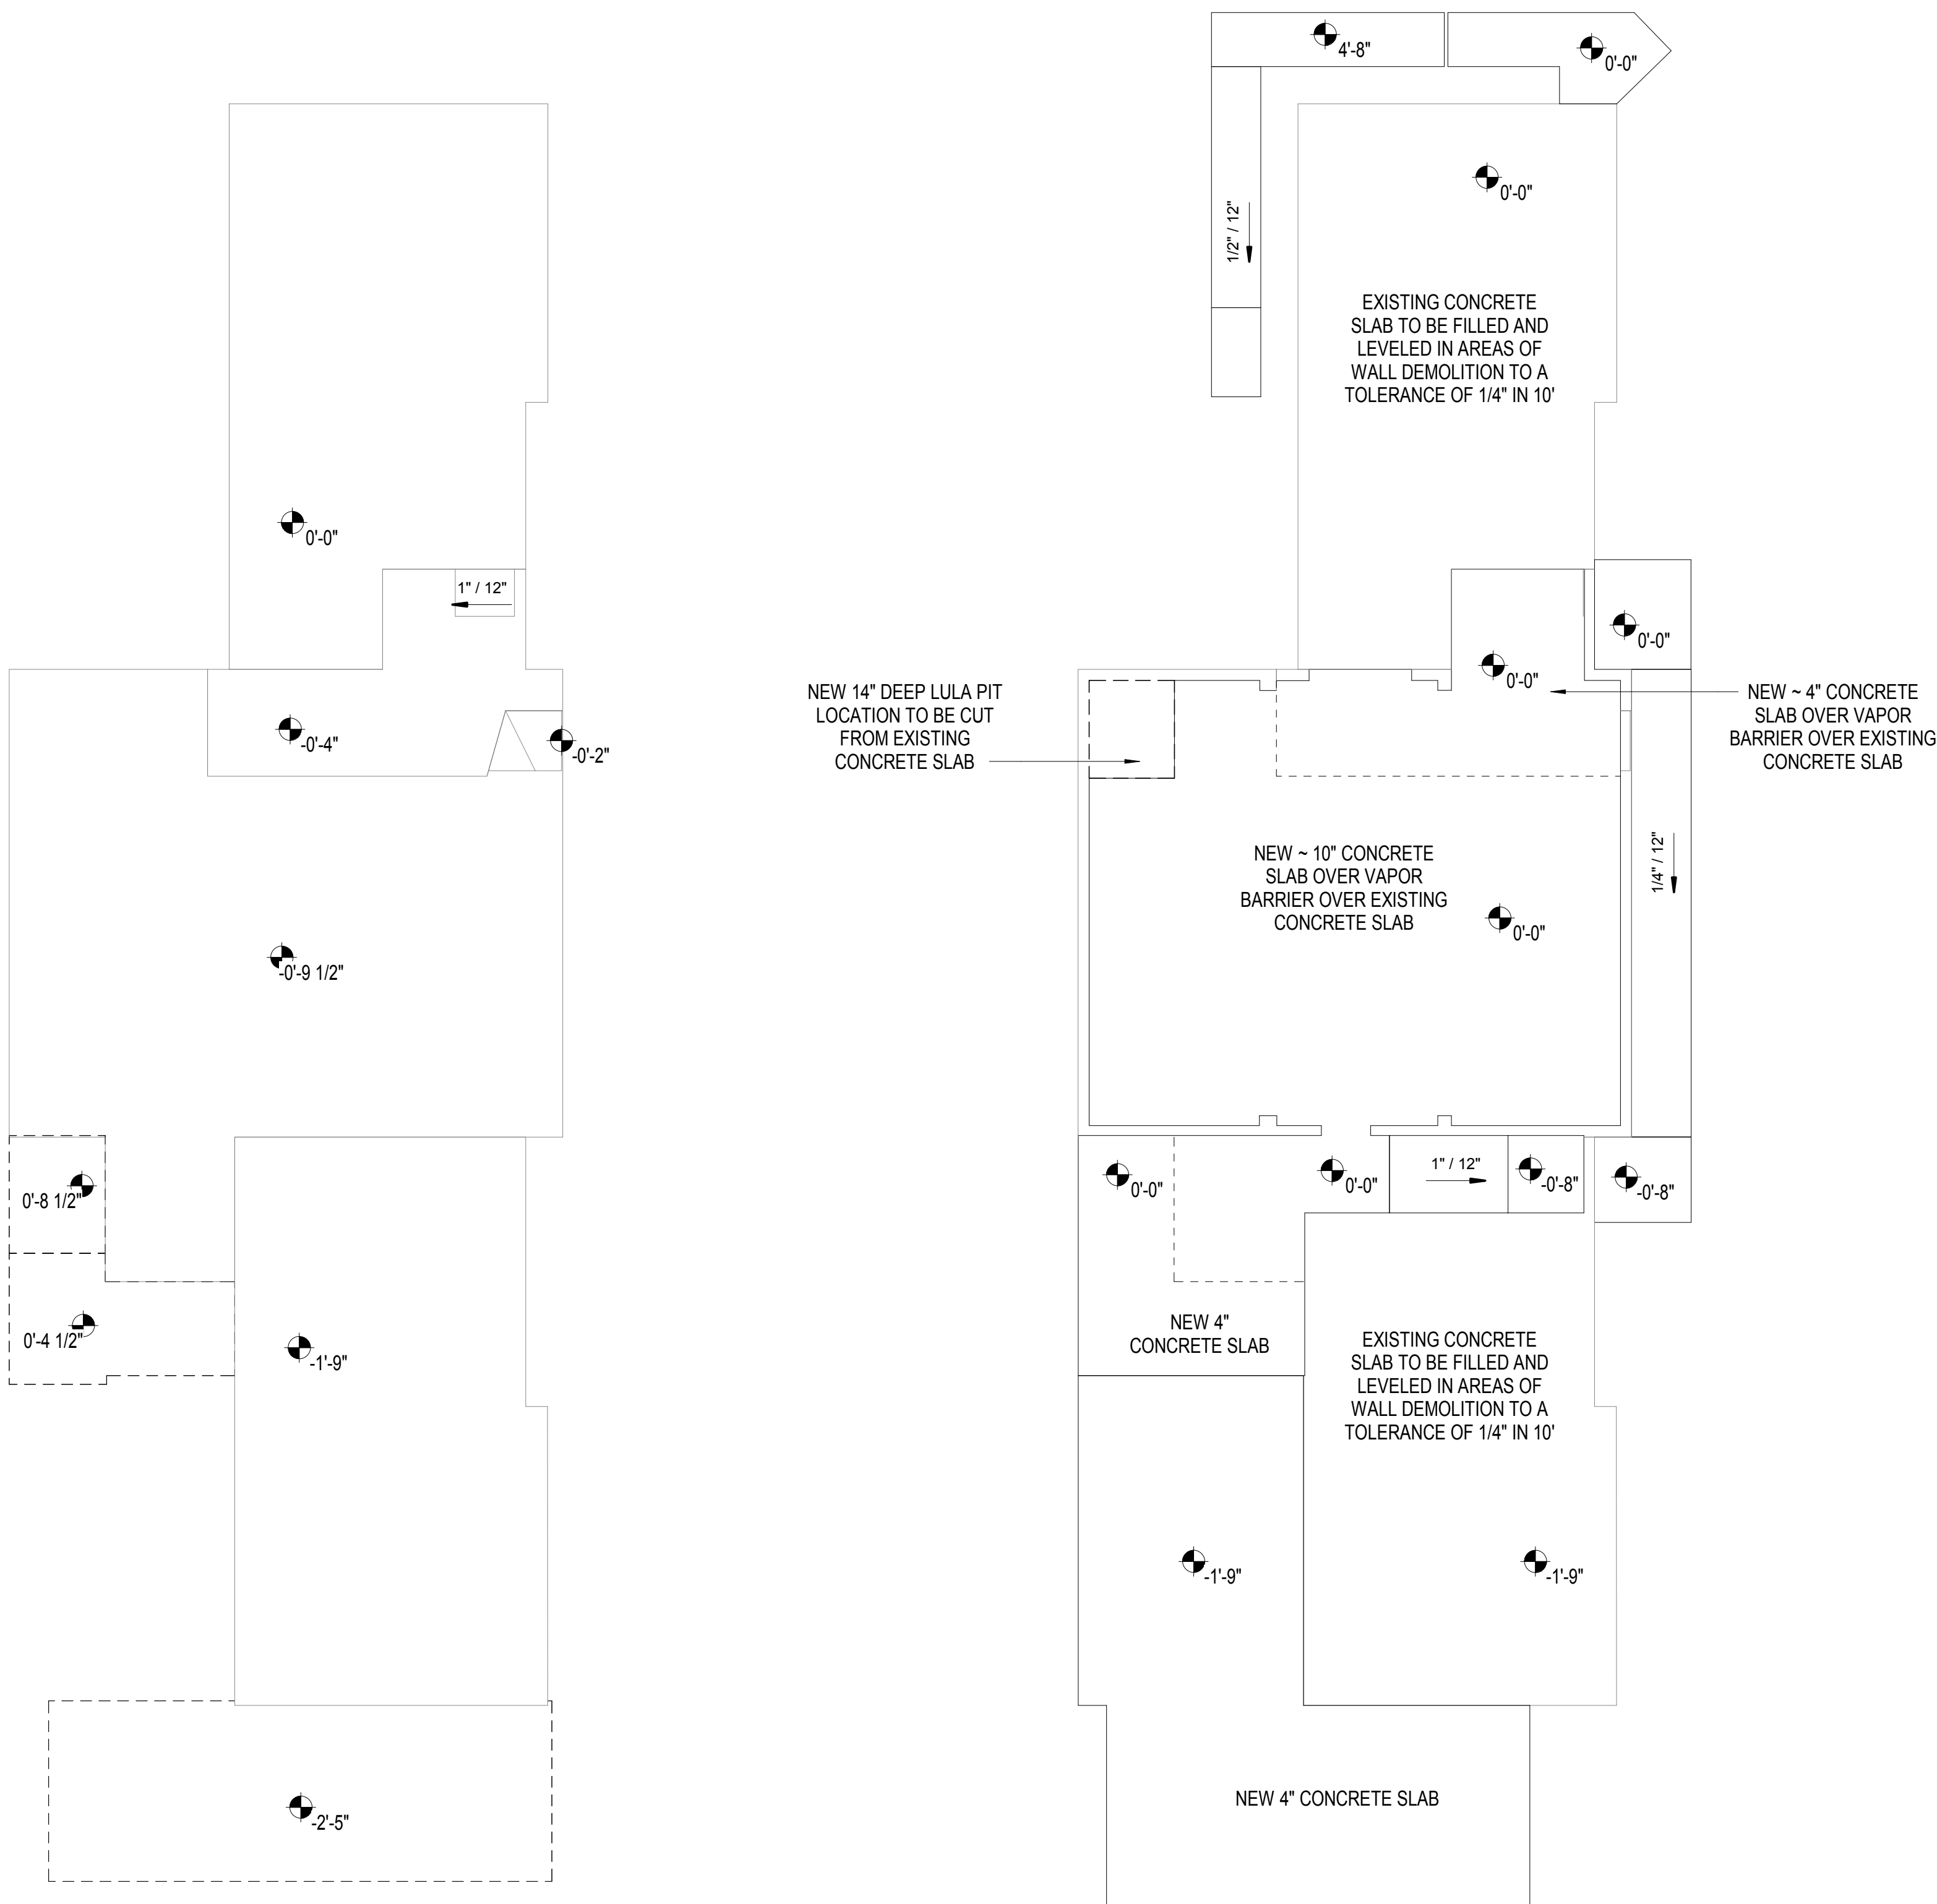 0'-0"
1" / 12"
-0'-4"
-0'-2"
-0'-9 1/2"
0'-8 1/2"
0'-4 1/2"
-1'-9"
-2'-5"
4'-8"
0'-0"
0'-0"
1/2" / 12"
EXISTING CONCRETE
SLAB TO BE FILLED AND
LEVELED IN AREAS OF
WALL DEMOLITION TO A
TOLERANCE OF 1/4" IN 10'
0'-0"
0'-0"
NEW 14" DEEP LULA PIT
LOCATION TO BE CUT
FROM EXISTING
CONCRETE SLAB
NEW ~ 4" CONCRETE
SLAB OVER VAPOR
BARRIER OVER EXISTING
CONCRETE SLAB
NEW ~ 10" CONCRETE
SLAB OVER VAPOR
BARRIER OVER EXISTING
CONCRETE SLAB
0'-0"
1/4" / 12"
0'-0"
0'-0"
1" / 12"
-0'-8"
-0'-8"
NEW 4"
CONCRETE SLAB
EXISTING CONCRETE
SLAB TO BE FILLED AND
LEVELED IN AREAS OF
WALL DEMOLITION TO A
TOLERANCE OF 1/4" IN 10'
-1'-9"
-1'-9"
NEW 4" CONCRETE SLAB